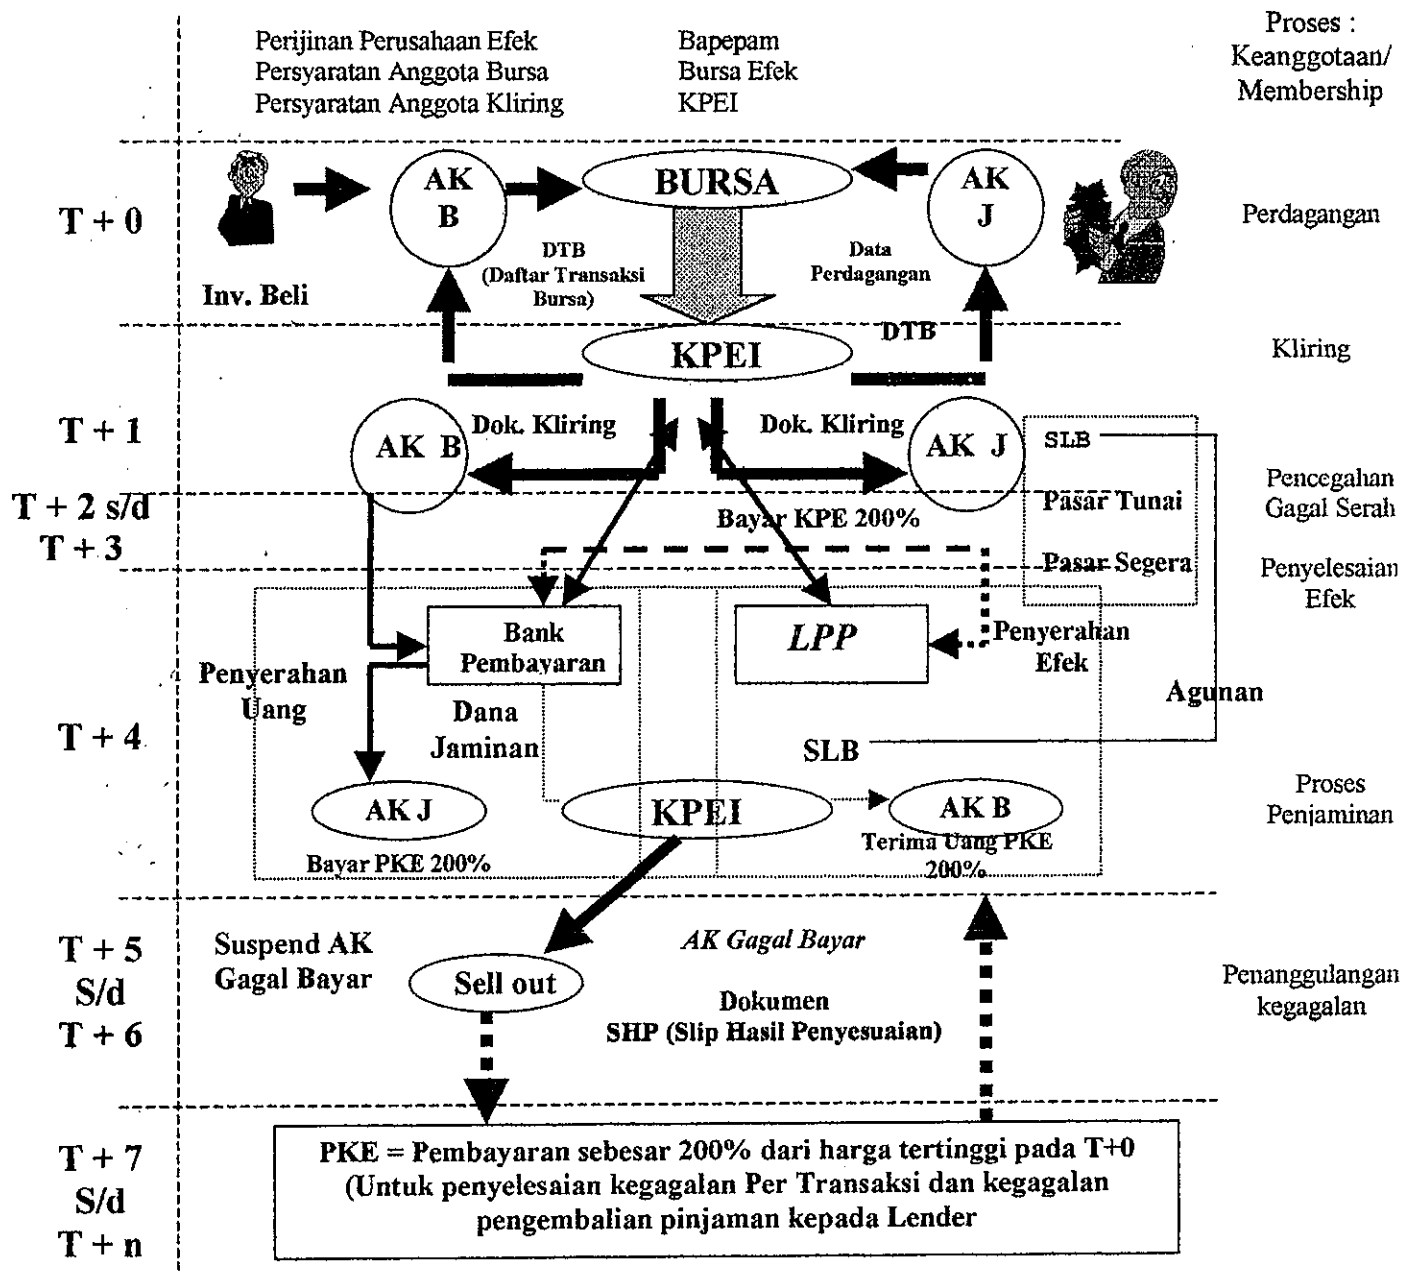 Perijinan Perusahaan Efek Bapepam
Persyaratan Anggota Bursa Bursa Efek
Persyaratan Anggota Kliring KPEI
Proses :
Keanggotaan/
Membership
T + 0
Inv. Beli
AK
B
BURSA
AK
J
DTB
(Daftar Transaksi
Bursa)
Data
Perdagangan
Perdagangan
KPEI
DTB
Kliring
T + 1
AK B
Dok. Kliring
Dok. Kliring
AK J
SLB
Pasar Tunai
Pasar Segera
Pencegahan
Gagal Serah
T + 2 s/d
T + 3
Bayar KPE 200%
Penyelesaian
Efek
Bank
Pembayaran
LPP
Penyerahan
Efek
Penyerahan
Uang
Agunan
T + 4
Dana
Jaminan
SLB
AK J
KPEI
AK B
Bayar PKE 200%
Terima Uang PKE
200%
Proses
Penjaminan
T + 5
S/d
T + 6
Suspend AK
Gagal Bayar
Sell out
AK Gagal Bayar
Dokumen
SHP (Slip Hasil Penyesuaian)
Penanggulangan
kegagalan
T + 7
S/d
T + n
PKE = Pembayaran sebesar 200% dari harga tertinggi pada T+0
(Untuk penyelesaian kegagalan Per Transaksi dan kegagalan
pengembalian pinjaman kepada Lender